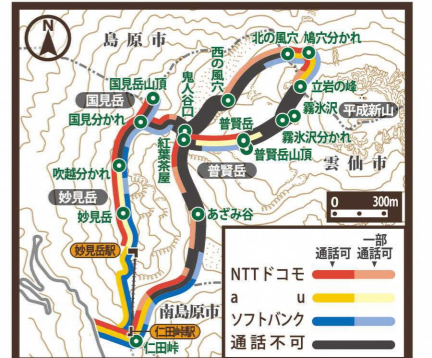 N
島原市
北の風穴
鳩穴分かれ
西の風穴
国見岳山頂
鬼人谷口
国見岳
立岩の峰
国見分かれ
霧氷沢
平成新山
普賢岳
霧氷沢分かれ
紅葉茶屋
普賢岳山頂
雲仙市
吹越分かれ
普賢岳
妙見岳
妙見岳
あざみ谷
0 300m
妙見岳駅
通話可 一部通話可
NTTドコモ
au
南島原市
ソフトバンク
仁田峠駅
通話不可
仁田峠